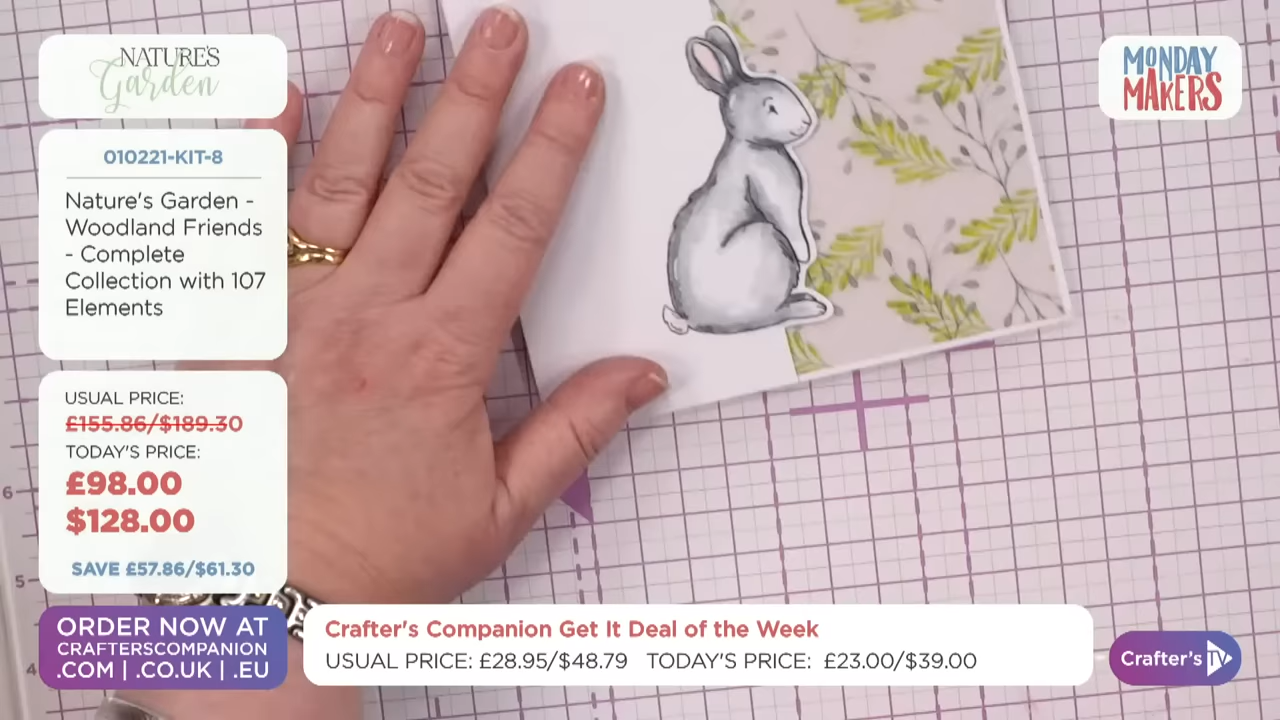 NATURE'S
Garden
010221-KIT-8
Nature's Garden -
Woodland Friends
- Complete
Collection with 107
Elements
USUAL PRICE:
£155.86/$189.30
TODAY'S PRICE:
£98.00
$128.00
SAVE £57.86/$61.30
ORDER NOW AT
CRAFTERSCOMPANION
.COM | .CO.UK | .EU
Crafter's Companion Get It Deal of the Week
USUAL PRICE: £28.95/$48.79 TODAY'S PRICE: £23.00/$39.00
MONDAY
MAKERS
Crafter's TV
6
5
4